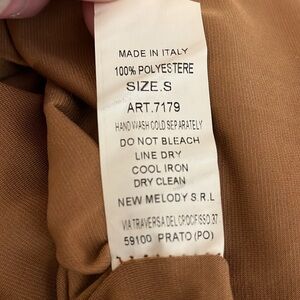 MADE IN ITALY
100% POLYESTERE
SIZE.S
ART.7179
HAND WASH COLD SEPARATELY
DO NOT BLEACH
LINE DRY
COOL IRON
DRY CLEAN
NEW MELODY S.R.L
VIA TRAVERSA DEL CROCIFISSO.37
59100 PRATO (PO)